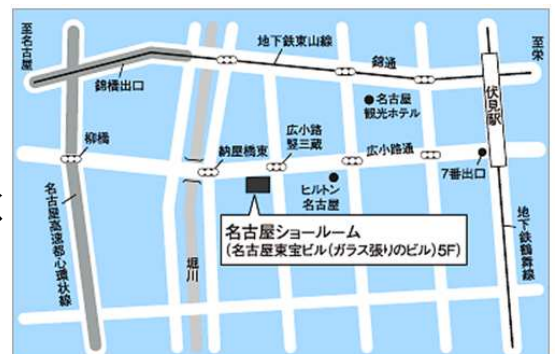 至名古屋
地下鉄東山線
錦通
至栄
錦橋出口
名古屋
観光ホテル
伏見駅
柳橋
納屋橋東
広小路
竪三蔵
広小路通
7番出口
ヒルトン
名古屋
名古屋ショールーム
(名古屋東宝ビル(ガラス張りのビル)5F)
名古屋高速都心環状線
堀川
地下鉄鶴舞線